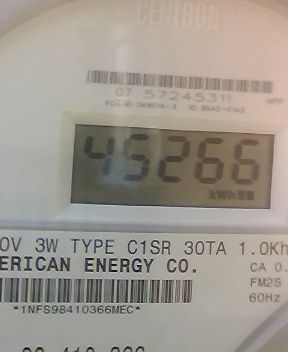 CENTRON
07 57245311
45266
kWh
0V 3W TYPE C1SR 30TA 1.0Kh
ERICAN ENERGY CO.
CA 0.
FM2S
60Hz
*1NFS98410366MEC*